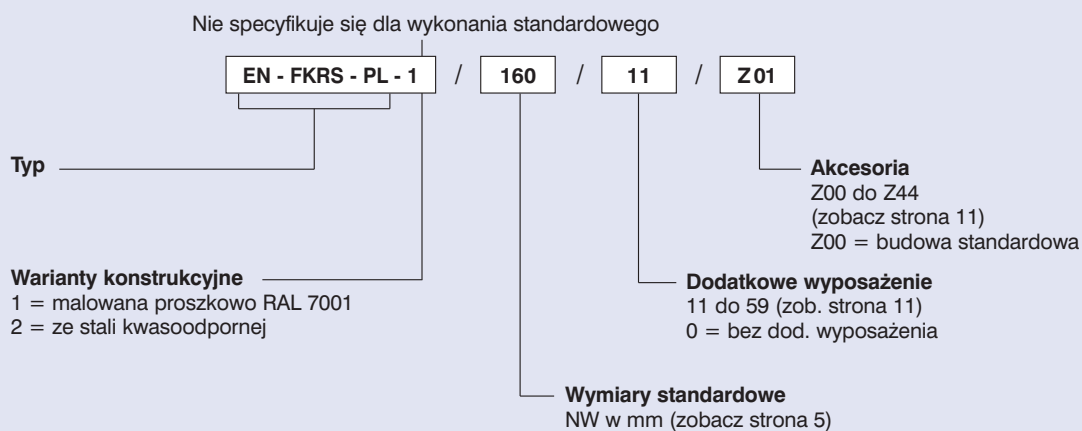 Nie specyfikuje się dla wykonania standardowego
EN - FKRS - PL - 1 / 160 / 11 / Z01
Typ
Akcesoria
Z00 do Z44
(zobacz strona 11)
Z00 = budowa standardowa
Warianty konstrukcyjne
1 = malowana proszkowo RAL 7001
2 = ze stali kwasoodpornej
Dodatkowe wyposażenie
11 do 59 (zob. strona 11)
0 = bez dod. wyposażenia
Wymiary standardowe
NW w mm (zobacz strona 5)